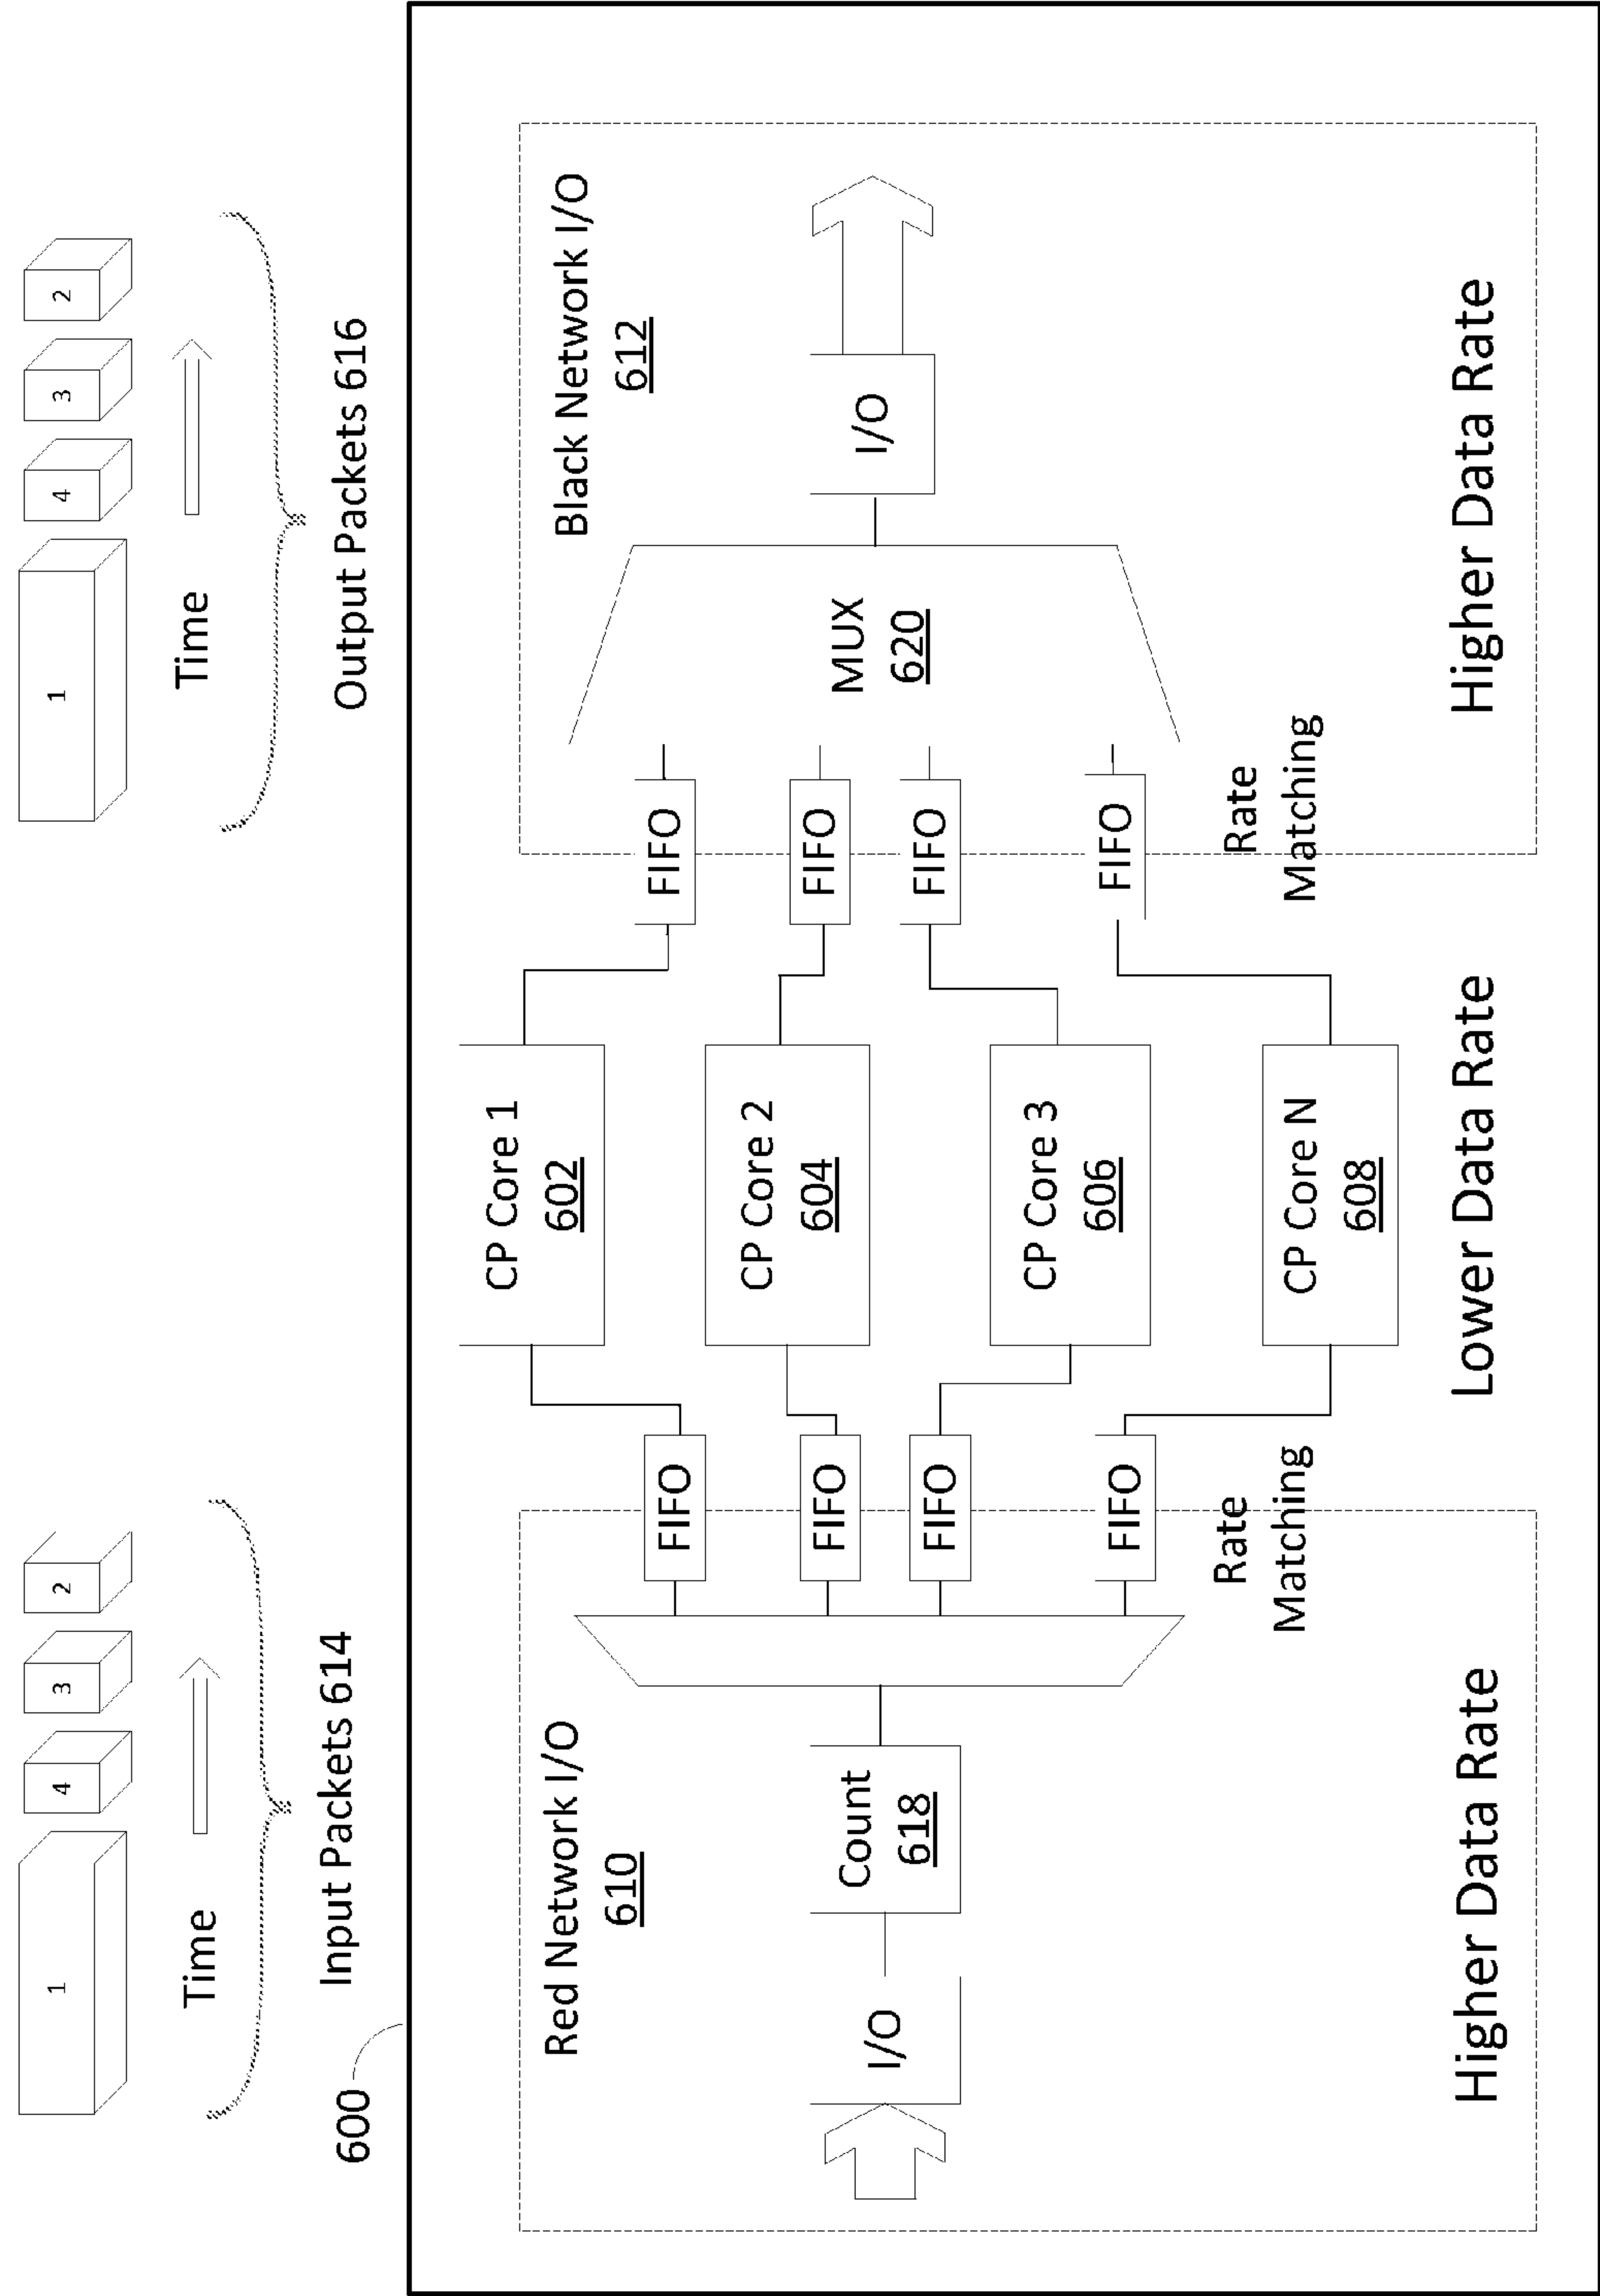 1
4
3
2
Time
Input Packets 614
1
4
3
2
Time
Output Packets 616
600
Red Network I/O
610
I/O
Count
618
FIFO
FIFO
FIFO
FIFO
Rate
Matching
Higher Data Rate
CP Core 1
602
CP Core 2
604
CP Core 3
606
CP Core N
608
Lower Data Rate
FIFO
FIFO
FIFO
FIFO
Rate
Matching
Black Network I/O
612
MUX
620
I/O
Higher Data Rate